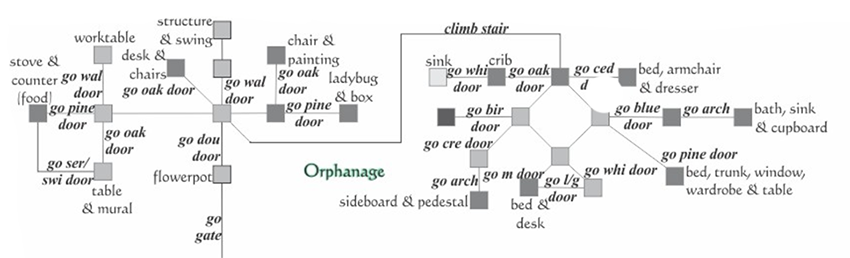 structure
& swing
worktable
desk &
chairs
stove &
counter
(food)
go wal
door
go oak door
go pine
door
go oak
door
go ser/
swi door
table
& mural
go wal
door
chair &
painting
go oak
door
ladybug
& box
go pine
door
go dou
door
flowerpot
go
gate
Orphanage
climb stair
sink
go whi
door
crib
go oak
door
go ced
d
bed, armchair
& dresser
go bir
door
go blue
door
go arch
bath, sink
& cupboard
go cre door
go arch
sideboard & pedestal
go m door
go l/g
door
bed &
desk
go whi door
go pine door
bed, trunk, window,
wardrobe & table